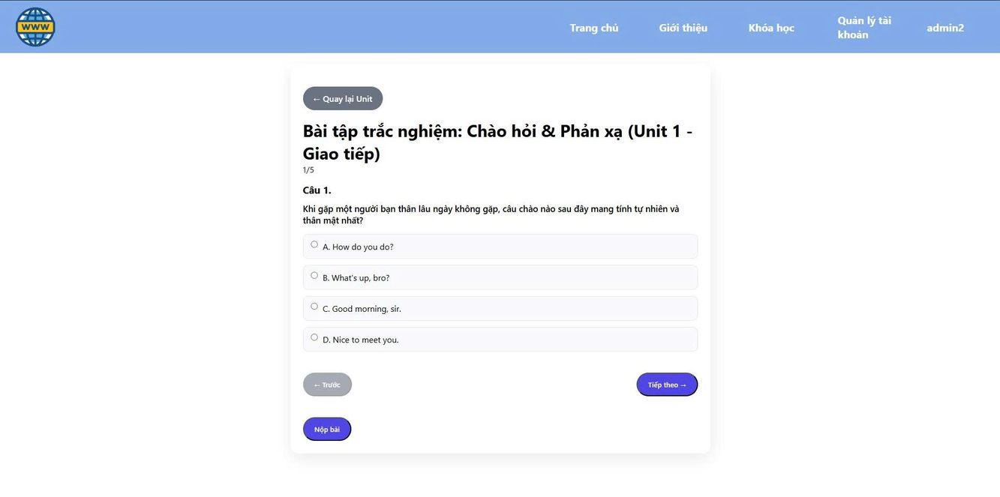 WWW
Trang chủ
Giới thiệu
Khóa học
Quản lý tài
khoản
admin2
← Quay lại Unit
Bài tập trắc nghiệm: Chào hỏi & Phản xạ (Unit 1 -
Giao tiếp)
1/5
Câu 1.
Khi gặp một người bạn thân lâu ngày không gặp, câu chào nào sau đây mang tính tự nhiên và
thân mật nhất?
A. How do you do?
B. What's up, bro?
C. Good morning, sir.
D. Nice to meet you.
← Trước
Tiếp theo →
Nộp bài